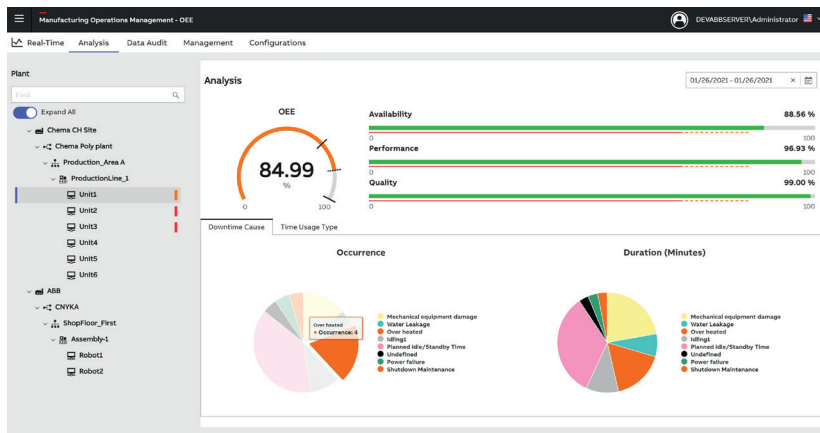 Manufacturing Operations Management - OEE
DEVABBSERVER\Administrator
Real-Time Analysis Data Audit Management Configurations
Plant
Find
Expand All
Chema CH Site
Chema Poly plant
Production_Area A
ProductionLine_1
Unit1
Unit2
Unit3
Unit4
Unit5
Unit6
ABB
CNYKA
ShopFloor_First
Assembly-1
Robot1
Robot2
Analysis
01/26/2021 - 01/26/2021 ×
OEE
84.99
%
0 100
Availability 88.56 %
0 100
Performance 96.93 %
0 100
Quality 99.00 %
0 100
Downtime Cause Time Usage Type
Occurrence
Over heated
Occurrence: 4
Mechanical equipment damage
Water Leakage
Over heated
Idling1
Planned Idle/Standby Time
Undefined
Power failure
Shutdown Maintenance
Duration (Minutes)
Mechanical equipment damage
Water Leakage
Over heated
Idling1
Planned Idle/Standby Time
Undefined
Power failure
Shutdown Maintenance